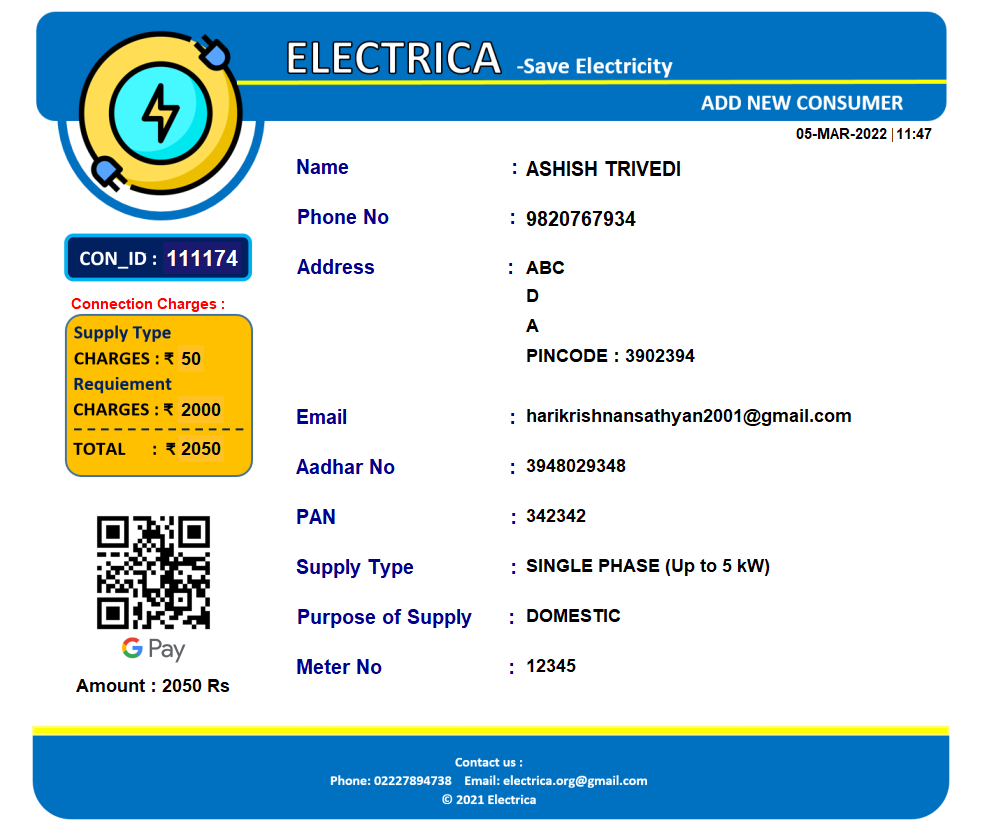 ELECTRICA -Save Electricity
ADD NEW CONSUMER
05-MAR-2022 | 11:47
Name : ASHISH TRIVEDI
Phone No : 9820767934
CON_ID : 111174
Address : ABC
D
A
PINCODE : 3902394
Connection Charges :
Supply Type
CHARGES : ₹ 50
Requiement
CHARGES : ₹ 2000
TOTAL : ₹ 2050
Email : harikrishnansathyan2001@gmail.com
Aadhar No : 3948029348
PAN : 342342
Supply Type : SINGLE PHASE (Up to 5 kW)
Purpose of Supply : DOMESTIC
Meter No : 12345
G Pay
Amount : 2050 Rs
Contact us :
Phone: 02227894738 Email: electrica.org@gmail.com
© 2021 Electrica